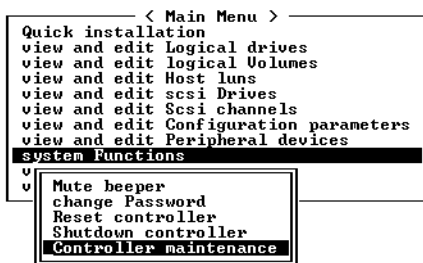 < Main Menu >
Quick installation
view and edit Logical drives
view and edit logical Volumes
view and edit Host luns
view and edit scsi Drives
view and edit Scsi channels
view and edit Configuration parameters
view and edit Peripheral devices
system Functions
v
v
Mute beeper
change Password
Reset controller
Shutdown controller
Controller maintenance